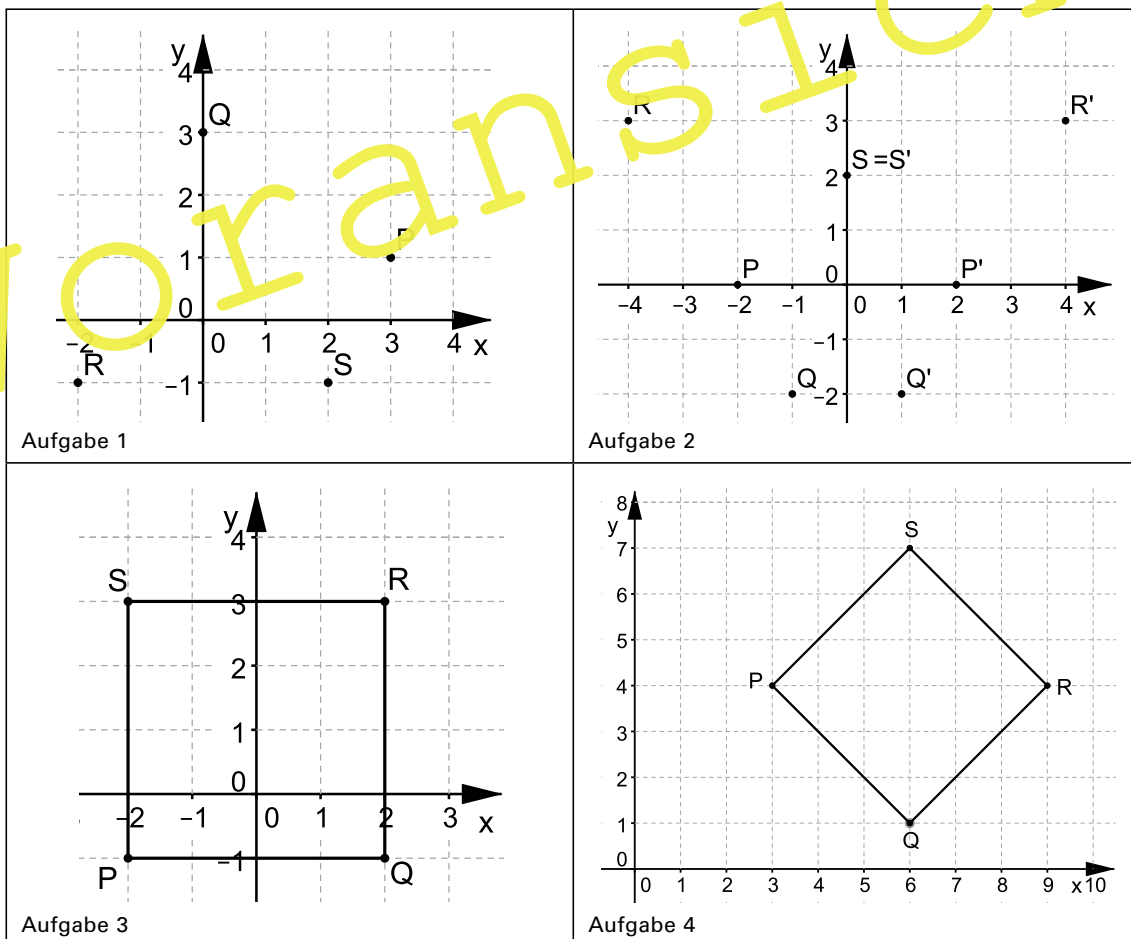 Voransicht
y
4
Q
3
2
P
1
0
−2 −1 0 1 2 3 4 x
R S
−1
Aufgabe 1
y
4
R R'
3
S =S'
2
1
P 0 P'
−4 −3 −2 −1 0 1 2 3 4 x
−1
Q Q'
−2
Aufgabe 2
y
4
S R
3
2
1
0
−2 −1 0 1 2 3 x
−1
P Q
Aufgabe 3
8
y
S
7
6
5
P 4 R
3
2
1
Q
0
0 1 2 3 4 5 6 7 8 9 x 10
Aufgabe 4